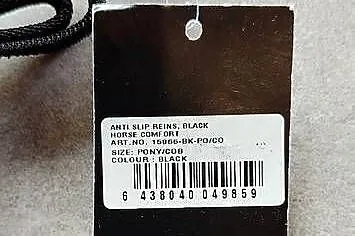 ANTI SLIP REINS, BLACK
HORSE COMFORT
ART.NO. 15066-BK-PO/CO
SIZE: PONY/COB
COLOUR : BLACK
6 438040 049859